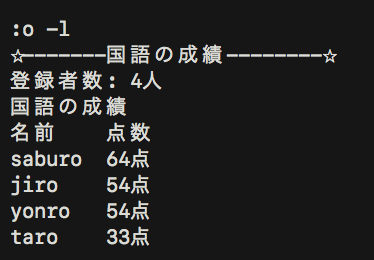 :o -l
☆-------国語の成績--------☆
登録者数: 4人
国語の成績
名前    点数
saburo  64点
jiro    54点
yonro   54点
taro    33点